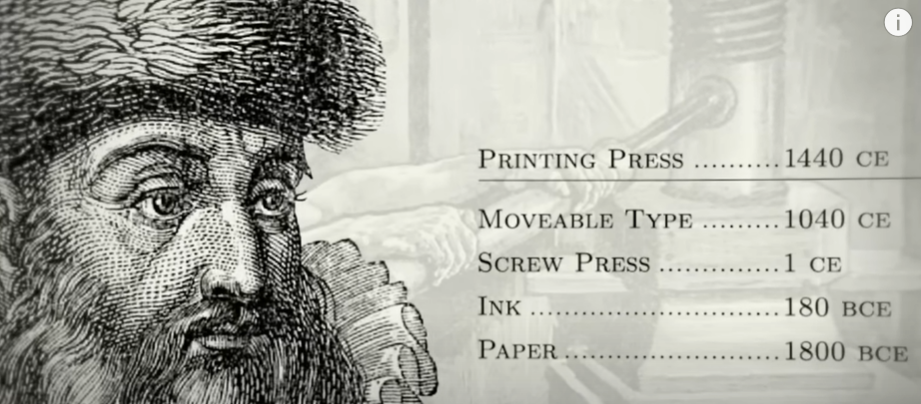 PRINTING PRESS ..........1440 CE
MOVEABLE TYPE .........1040 CE
SCREW PRESS ..............1 CE
INK .............................180 BCE
PAPER.........................1800 BCE